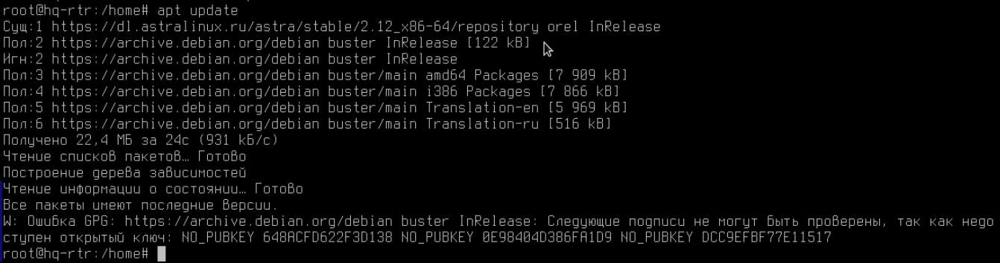 root@hq-rtr:/home# apt update
Сущ:1 https://dl.astralinux.ru/astra/stable/2.12_x86-64/repository orel InRelease
Пол:2 https://archive.debian.org/debian buster InRelease [122 kB]
Игн:2 https://archive.debian.org/debian buster InRelease
Пол:3 https://archive.debian.org/debian buster/main amd64 Packages [7 909 kB]
Пол:4 https://archive.debian.org/debian buster/main i386 Packages [7 866 kB]
Пол:5 https://archive.debian.org/debian buster/main Translation-en [5 969 kB]
Пол:6 https://archive.debian.org/debian buster/main Translation-ru [516 kB]
Получено 22,4 МБ за 24с (931 kБ/c)
Чтение списков пакетов… Готово
Построение дерева зависимостей
Чтение информации о состоянии… Готово
Все пакеты имеют последние версии.
W: Ошибка GPG: https://archive.debian.org/debian buster InRelease: Следующие подписи не могут быть проверены, так как недо
ступен открытый ключ: NO_PUBKEY 648ACFD622F3D138 NO_PUBKEY 0E98404D386FA1D9 NO_PUBKEY DCC9EFBF77E11517
root@hq-rtr:/home#